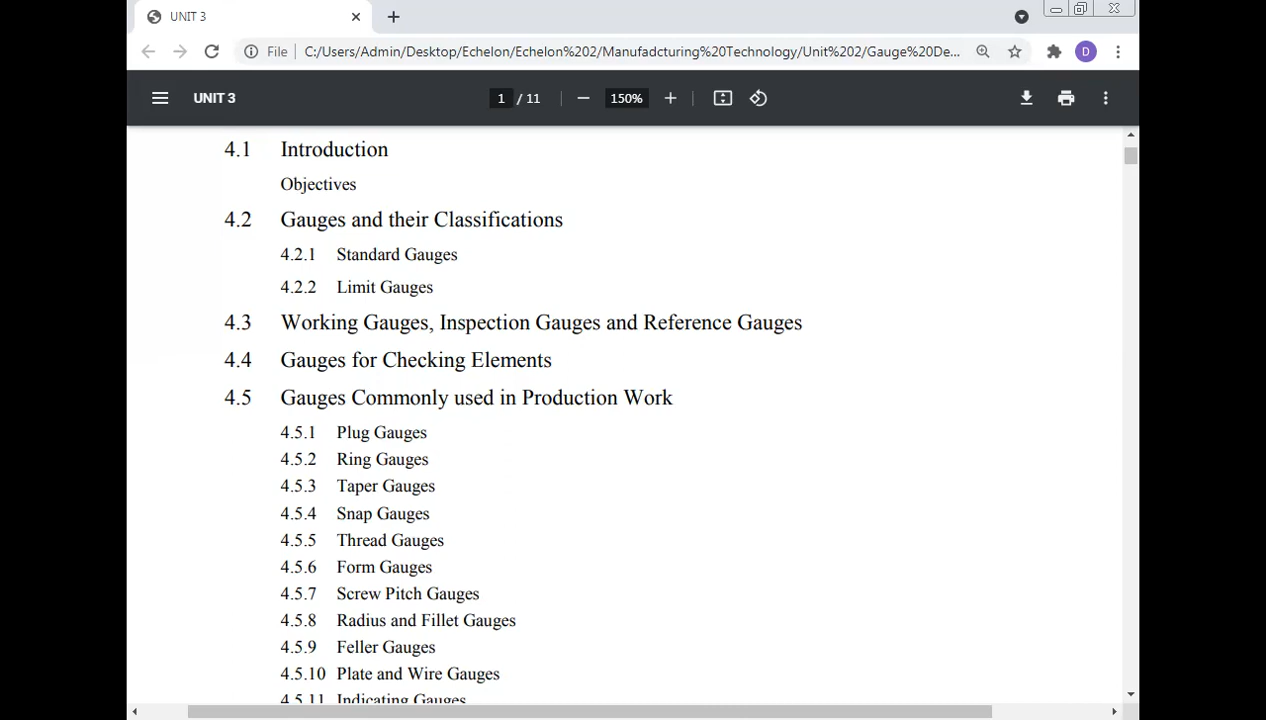 UNIT 3
File C:/Users/Admin/Desktop/Echelon/Echelon%202/Manufadcturing%20Technology/Unit%202/Gauge%20De... D
UNIT 3 1 / 11 150%
4.1 Introduction
Objectives
4.2 Gauges and their Classifications
4.2.1 Standard Gauges
4.2.2 Limit Gauges
4.3 Working Gauges, Inspection Gauges and Reference Gauges
4.4 Gauges for Checking Elements
4.5 Gauges Commonly used in Production Work
4.5.1 Plug Gauges
4.5.2 Ring Gauges
4.5.3 Taper Gauges
4.5.4 Snap Gauges
4.5.5 Thread Gauges
4.5.6 Form Gauges
4.5.7 Screw Pitch Gauges
4.5.8 Radius and Fillet Gauges
4.5.9 Feller Gauges
4.5.10 Plate and Wire Gauges
4.5.11 Indicating Gauges